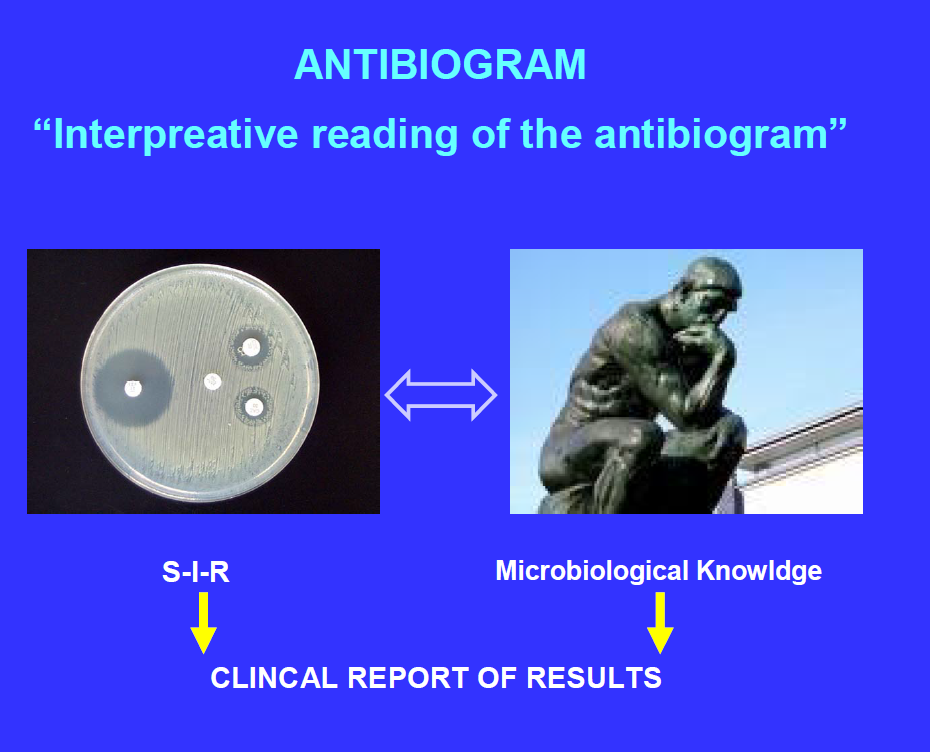 ANTIBIOGRAM
“Interpreative reading of the antibiogram”
S-I-R
Microbiological Knowldge
CLINCAL REPORT OF RESULTS